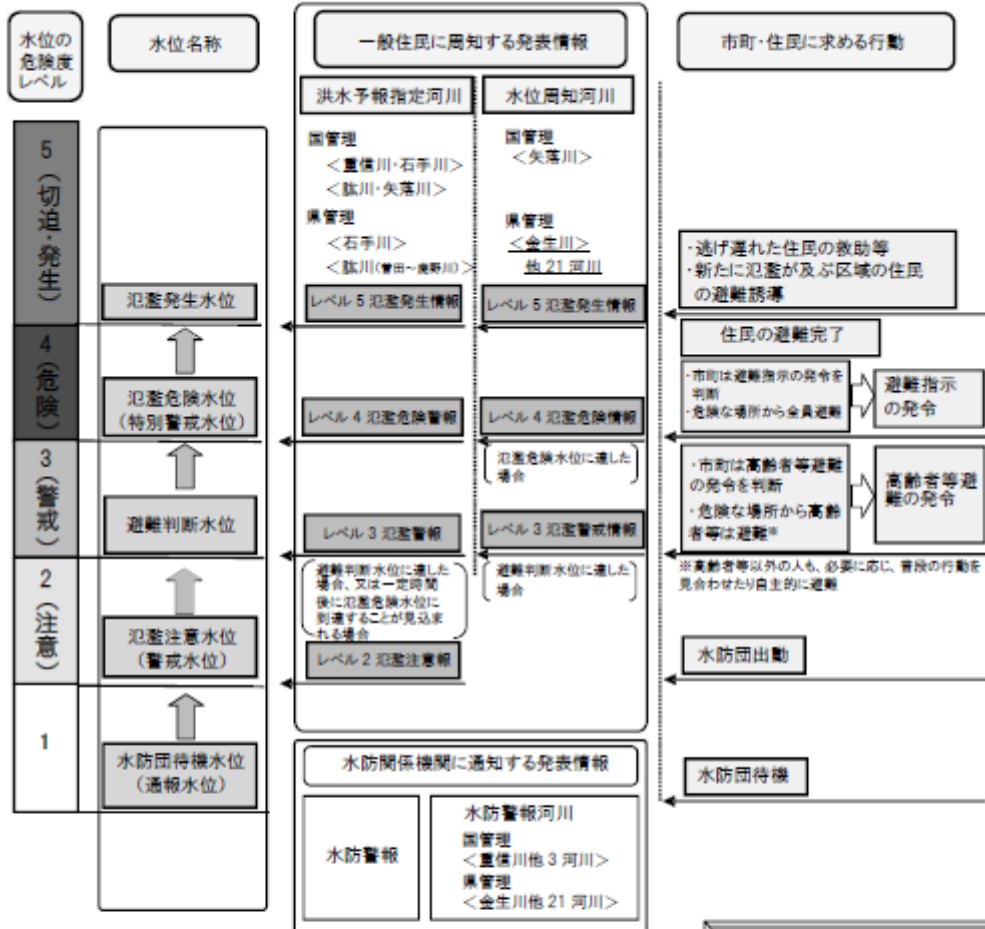 水位の
危険度
レベル
水位名称
一般住民に周知する発表情報
市町・住民に求める行動
洪水予報指定河川
水位周知河川
5（切迫・発生）
4（危険）
3（警戒）
2（注意）
1
国管理
＜重信川・石手川＞
＜肱川・矢落川＞
県管理
＜石手川＞
＜肱川(菅田～鹿野川)＞
国管理
＜矢落川＞
県管理
＜金生川＞
他 21 河川
・逃げ遅れた住民の救助等
・新たに氾濫が及ぶ区域の住民
の避難誘導
氾濫発生水位
レベル 5 氾濫発生情報
レベル 5 氾濫発生情報
住民の避難完了
氾濫危険水位
（特別警戒水位）
レベル 4 氾濫危険警報
レベル 4 氾濫危険情報
・市町は避難指示の発令を
判断
・危険な場所から全員避難
避難指示
の発令
氾濫危険水位に達した
場合
避難判断水位
レベル 3 氾濫警報
レベル 3 氾濫警戒情報
・市町は高齢者等避難
の発令を判断
・危険な場所から高齢
者等は避難※
高齢者等避
難の発令
※高齢者等以外の人も、必要に応じ、普段の行動を
見合わせたり自主的に避難
避難判断水位に達した
場合、又は一定時間
後に氾濫危険水位に
到達することが見込ま
れる場合
避難判断水位に達した
場合
氾濫注意水位
（警戒水位）
レベル 2 氾濫注意報
水防団出動
水防団待機水位
（通報水位）
水防団待機
水防関係機関に通知する発表情報
水防警報
水防警報河川
国管理
＜重信川他 3 河川＞
県管理
＜金生川他 21 河川＞